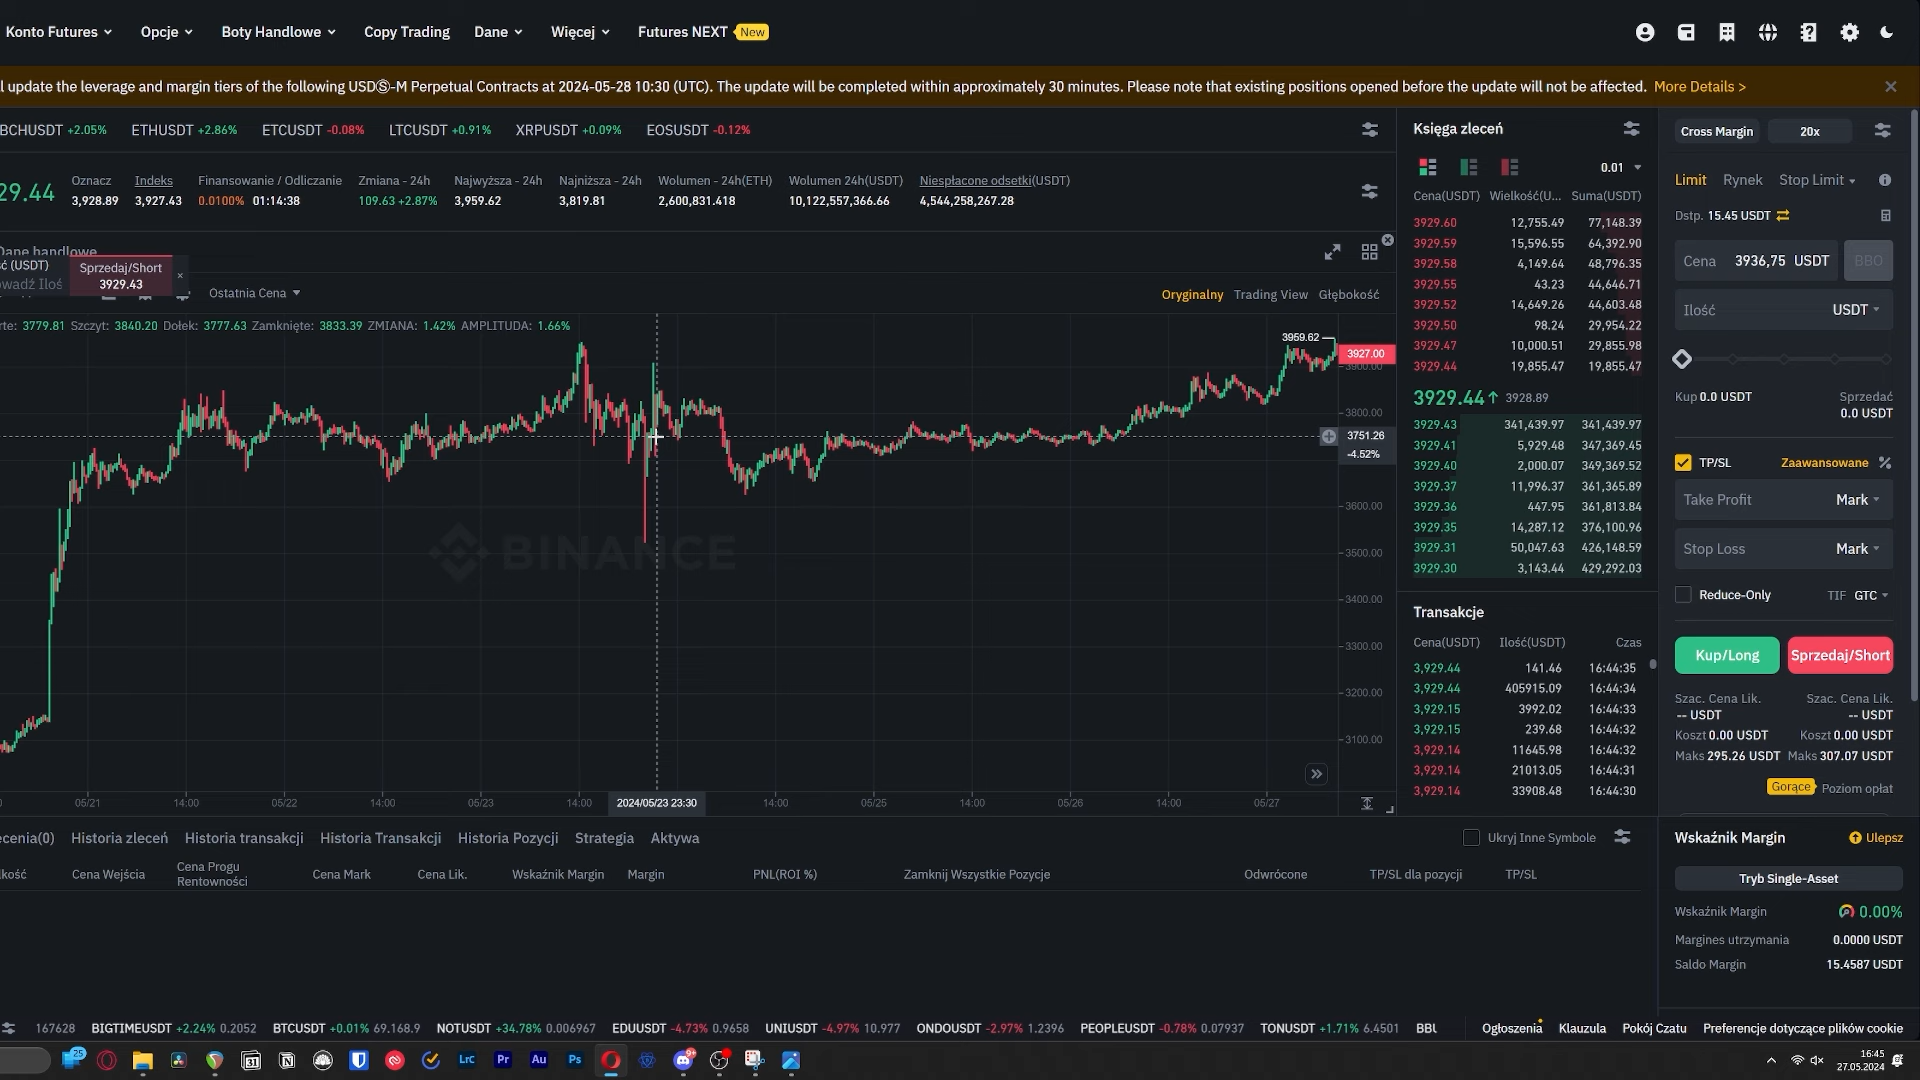 Konto Futures Opcje Boty Handlowe Copy Trading Dane Więcej Futures NEXT New
l update the leverage and margin tiers of the following USDⓈ-M Perpetual Contracts at 2024-05-28 10:30 (UTC). The update will be completed within approximately 30 minutes. Please note that existing positions opened before the update will not be affected. More Details >
BCHUSDT +2.05% ETHUSDT +2.86% ETCUSDT -0.08% LTCUSDT +0.91% XRPUSDT +0.09% EOSUSDT -0.12%
29.44
Oznacz Indeks Finansowanie / Odliczanie Zmiana - 24h Najwyższa - 24h Najniższa - 24h Wolumen - 24h(ETH) Wolumen 24h(USDT) Niespłacone odsetki(USDT)
3,928.89 3,927.43 0.0100% 01:14:38 109.63 +2.87% 3,959.62 3,819.81 2,600,831.418 10,122,557,366.66 4,544,258,267.28
Dane handlowe
ść (USDT)
owadź Iloś
Sprzedaj/Short
3929.43
Ostatnia Cena
Oryginalny Trading View Głębokość
rte: 3779.81 Szczyt: 3840.20 Dołek: 3777.63 Zamknięte: 3833.39 ZMIANA: 1.42% AMPLITUDA: 1.66%
3959.62
3927.00
3900.00
3800.00
3751.26
-4.52%
3600.00
3500.00
3400.00
3300.00
3200.00
3100.00
BINANCE
05/21 14:00 05/22 14:00 05/23 14:00 2024/05/23 23:30 14:00 05/25 14:00 05/26 14:00 05/27
Księga zleceń
0.01
Cena(USDT) Wielkość(U... Suma(USDT)
3929.60 12,755.49 77,148.39
3929.59 15,596.55 64,392.90
3929.58 4,149.64 48,796.35
3929.55 43.23 44,646.71
3929.52 14,649.26 44,603.48
3929.50 98.24 29,954.22
3929.47 10,000.51 29,855.98
3929.44 19,855.47 19,855.47
3929.44↑ 3928.89
3929.43 341,439.97 341,439.97
3929.41 5,929.48 347,369.45
3929.40 2,000.07 349,369.52
3929.37 11,996.37 361,365.89
3929.36 447.95 361,813.84
3929.35 14,287.12 376,100.96
3929.31 50,047.63 426,148.59
3929.30 3,143.44 429,292.03
Transakcje
Cena(USDT) Ilość(USDT) Czas
3,929.44 141.46 16:44:35
3,929.44 405915.09 16:44:34
3,929.15 3992.02 16:44:33
3,929.15 239.68 16:44:32
3,929.14 11645.98 16:44:32
3,929.14 21013.05 16:44:31
3,929.14 33908.48 16:44:30
Cross Margin 20x
Limit Rynek Stop Limit
Dstp. 15.45 USDT
Cena 3936,75 USDT BBO
Ilość USDT
Kup 0.0 USDT Sprzedać
0.0 USDT
TP/SL Zaawansowane %
Take Profit Mark
Stop Loss Mark
Reduce-Only TIF GTC
Kup/Long Sprzedaj/Short
Szac. Cena Lik. Szac. Cena Lik.
-- USDT -- USDT
Koszt 0.00 USDT Koszt 0.00 USDT
Maks 295.26 USDT Maks 307.07 USDT
Gorące Poziom opłat
ecenia(0) Historia zleceń Historia transakcji Historia Transakcji Historia Pozycji Strategia Aktywa Ukryj Inne Symbole
lkość Cena Wejścia Cena Progu Rentowności Cena Mark Cena Lik. Wskaźnik Margin Margin PNL(ROI %) Zamknij Wszystkie Pozycje Odwrócone TP/SL dla pozycji TP/SL
Wskaźnik Margin Ulepsz
Tryb Single-Asset
Wskaźnik Margin 0.00%
Margines utrzymania 0.0000 USDT
Saldo Margin 15.4587 USDT
167628 BIGTIMEUSDT +2.24% 0.2052 BTCUSDT +0.01% 69.168.9 NOTUSDT +34.78% 0.006967 EDUUSDT -4.73% 0.9658 UNIUSDT -4.97% 10.977 ONDOUSDT -2.97% 1.2396 PEOPLEUSDT -0.78% 0.07937 TONUSDT +1.71% 6.4501 Ogłoszenia Klauzula Pokój Czatu Preferencje dotyczące plików cookie
25 31 LrC Pr Au Ps 16:45
27.05.2024